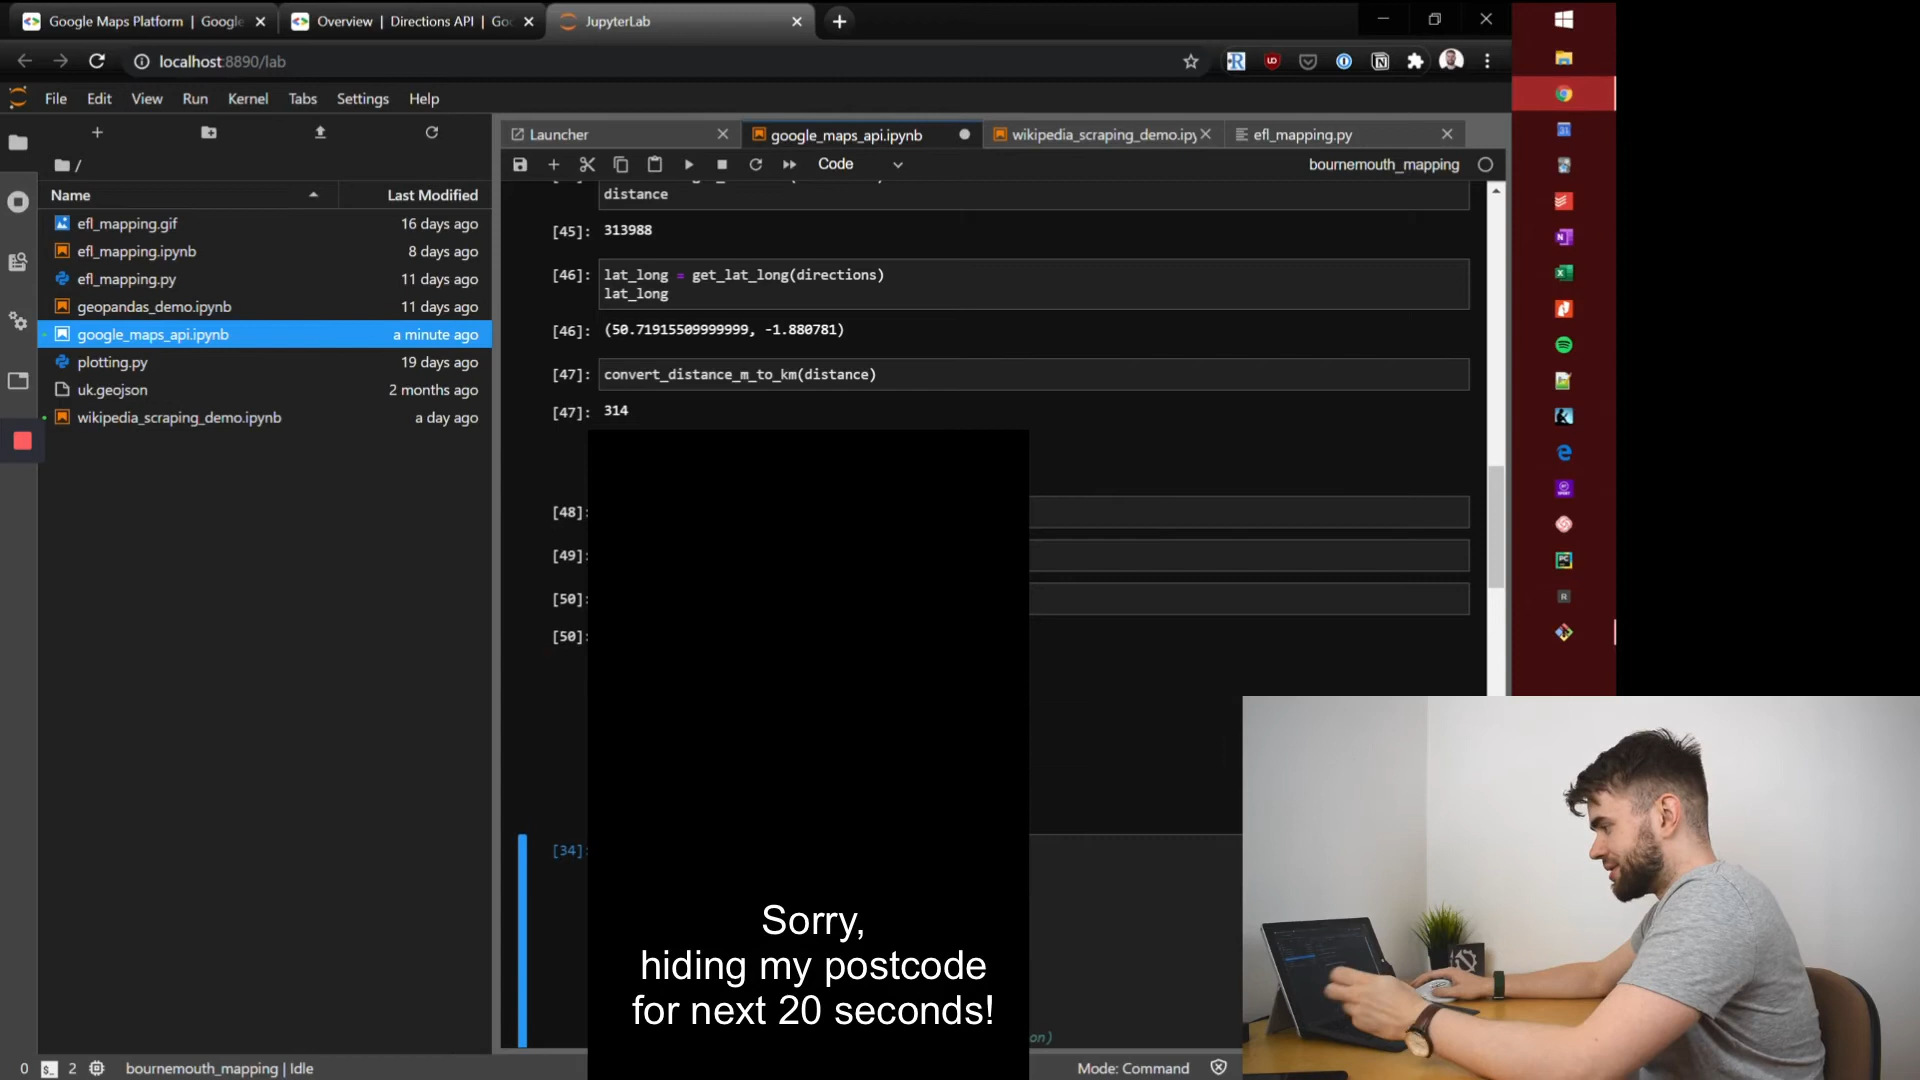 Google Maps Platform | Google
Overview | Directions API | Goo
JupyterLab
localhost:8890/lab
File Edit View Run Kernel Tabs Settings Help
Launcher
google_maps_api.ipynb
wikipedia_scraping_demo.ipy
efl_mapping.py
Code
bournemouth_mapping
/
Name Last Modified
efl_mapping.gif 16 days ago
efl_mapping.ipynb 8 days ago
efl_mapping.py 11 days ago
geopandas_demo.ipynb 11 days ago
google_maps_api.ipynb a minute ago
plotting.py 19 days ago
uk.geojson 2 months ago
wikipedia_scraping_demo.ipynb a day ago
distance
[45]: 313988
[46]: lat_long = get_lat_long(directions)
lat_long
[46]: (50.71915509999999, -1.880781)
[47]: convert_distance_m_to_km(distance)
[47]: 314
[48]:
[49]:
[50]:
[50]:
[34]:
Sorry,
hiding my postcode
for next 20 seconds!
on)
0 2 bournemouth_mapping | Idle
Mode: Command